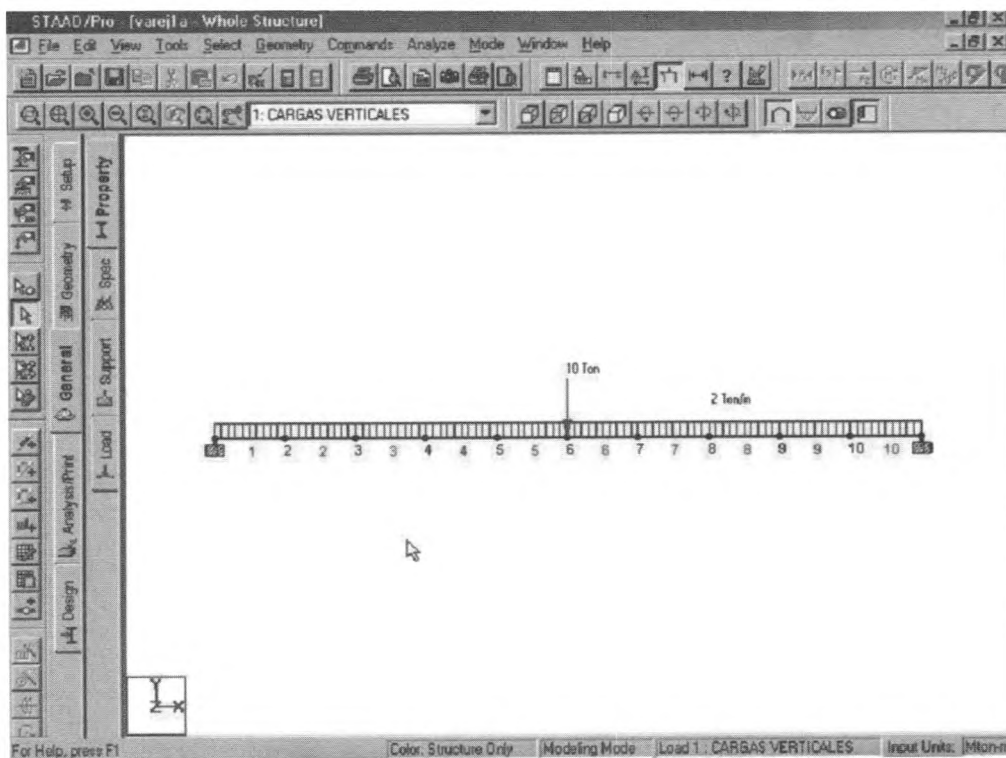 STAAD/Pro - [varej1a - Whole Structure]
File Edit View Tools Select Geometry Commands Analyze Mode Window Help
1: CARGAS VERTICALES
Setup
Geometry
General
Analysis/Print
Design
Property
Spec
Support
Load
10 Ton
2 Ton/m
1 2 2 3 3 4 4 5 5 6 6 7 7 8 8 9 9 10 10
Y
Z X
For Help, press F1 Color: Structure Only Modeling Mode Load 1 : CARGAS VERTICALES Input Units: Mton-m